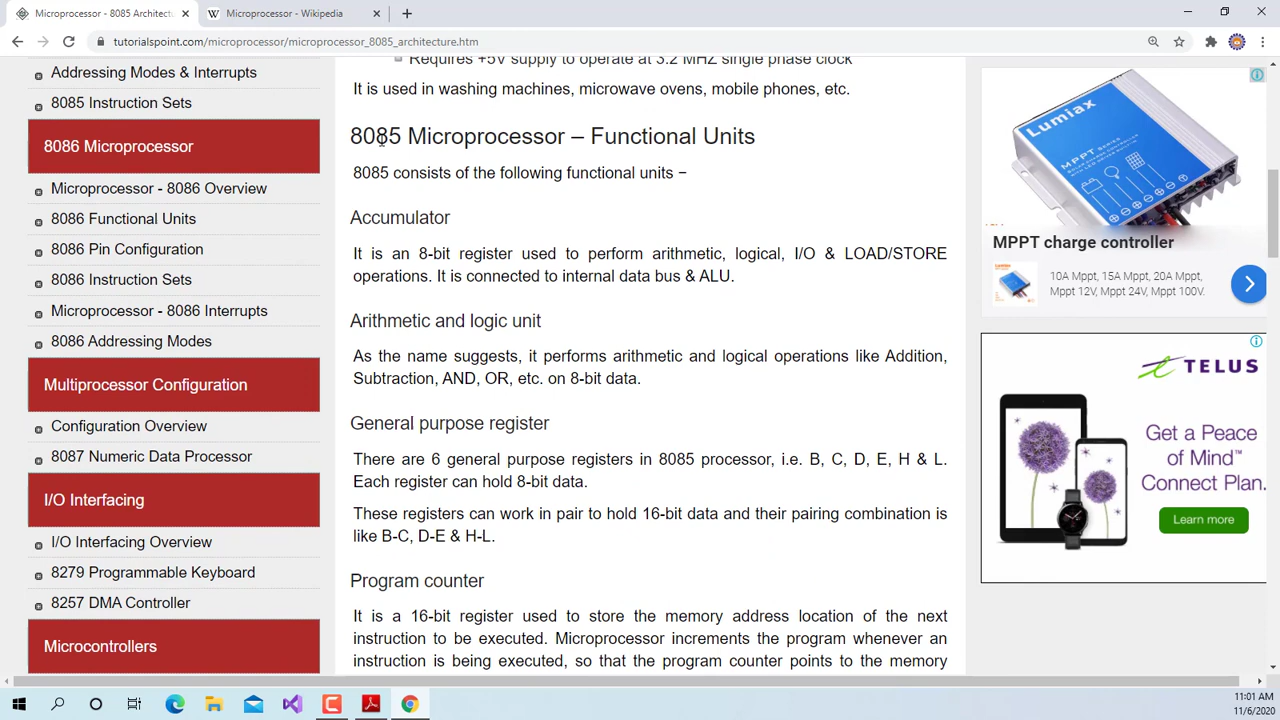 Microprocessor - 8085 Architectu
Microprocessor - Wikipedia
tutorialspoint.com/microprocessor/microprocessor_8085_architecture.htm
Addressing Modes & Interrupts
8085 Instruction Sets
8086 Microprocessor
Microprocessor - 8086 Overview
8086 Functional Units
8086 Pin Configuration
8086 Instruction Sets
Microprocessor - 8086 Interrupts
8086 Addressing Modes
Multiprocessor Configuration
Configuration Overview
8087 Numeric Data Processor
I/O Interfacing
I/O Interfacing Overview
8279 Programmable Keyboard
8257 DMA Controller
Microcontrollers
Requires +5V supply to operate at 3.2 MHZ single phase clock
It is used in washing machines, microwave ovens, mobile phones, etc.
8085 Microprocessor – Functional Units
8085 consists of the following functional units −
Accumulator
It is an 8-bit register used to perform arithmetic, logical, I/O & LOAD/STORE
operations. It is connected to internal data bus & ALU.
Arithmetic and logic unit
As the name suggests, it performs arithmetic and logical operations like Addition,
Subtraction, AND, OR, etc. on 8-bit data.
General purpose register
There are 6 general purpose registers in 8085 processor, i.e. B, C, D, E, H & L.
Each register can hold 8-bit data.
These registers can work in pair to hold 16-bit data and their pairing combination is
like B-C, D-E & H-L.
Program counter
It is a 16-bit register used to store the memory address location of the next
instruction to be executed. Microprocessor increments the program whenever an
instruction is being executed, so that the program counter points to the memory
Lumiax
MPPT SERIES
MPPT charge controller
10A Mppt, 15A Mppt, 20A Mppt,
Mppt 12V, Mppt 24V, Mppt 100V.
TELUS
Get a Peace
of Mind™
Connect Plan.
Learn more
11:01 AM
11/6/2020